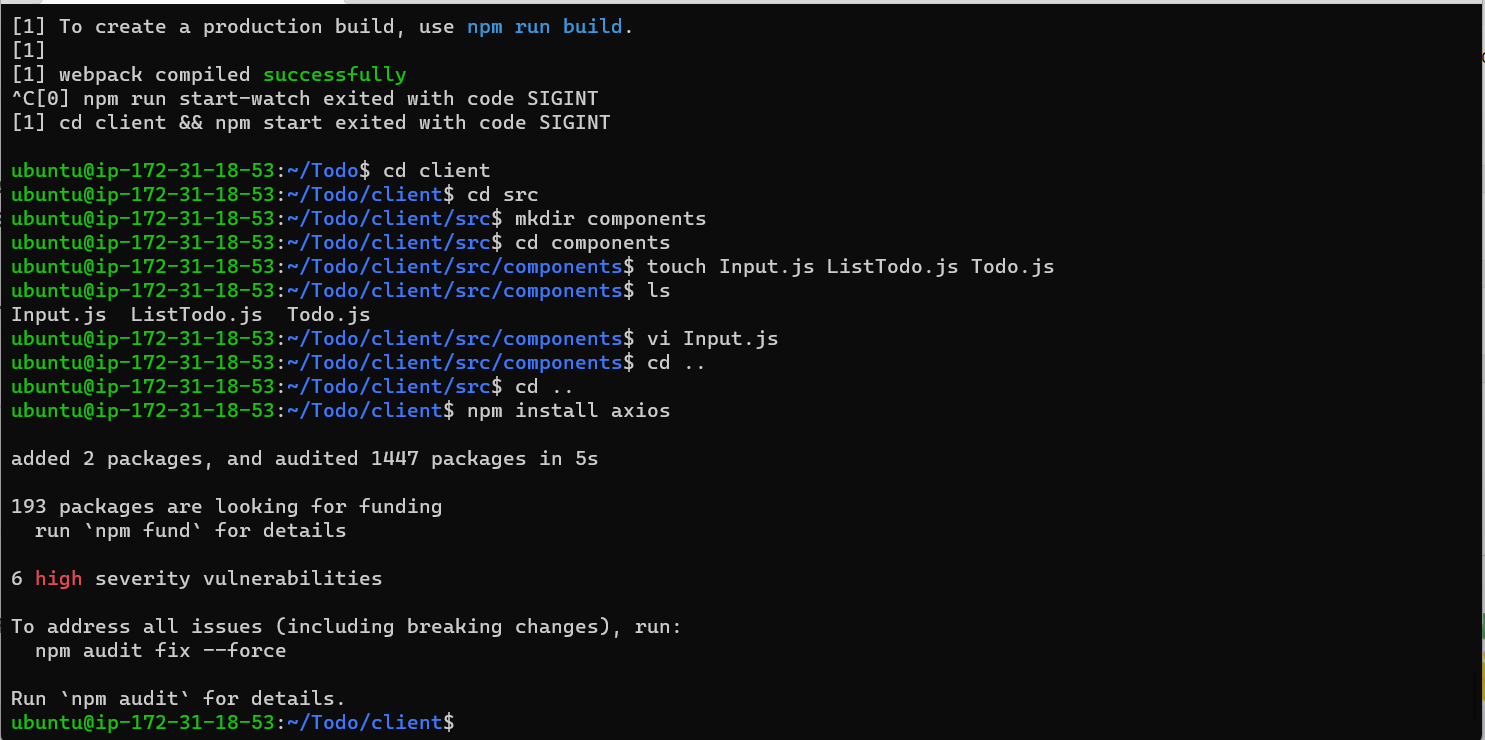 [1] To create a production build, use npm run build.
[1]
[1] webpack compiled successfully
^C[0] npm run start-watch exited with code SIGINT
[1] cd client && npm start exited with code SIGINT
ubuntu@ip-172-31-18-53:~/Todo$ cd client
ubuntu@ip-172-31-18-53:~/Todo/client$ cd src
ubuntu@ip-172-31-18-53:~/Todo/client/src$ mkdir components
ubuntu@ip-172-31-18-53:~/Todo/client/src$ cd components
ubuntu@ip-172-31-18-53:~/Todo/client/src/components$ touch Input.js ListTodo.js Todo.js
ubuntu@ip-172-31-18-53:~/Todo/client/src/components$ ls
Input.js  ListTodo.js  Todo.js
ubuntu@ip-172-31-18-53:~/Todo/client/src/components$ vi Input.js
ubuntu@ip-172-31-18-53:~/Todo/client/src/components$ cd ..
ubuntu@ip-172-31-18-53:~/Todo/client/src$ cd ..
ubuntu@ip-172-31-18-53:~/Todo/client$ npm install axios
added 2 packages, and audited 1447 packages in 5s
193 packages are looking for funding
  run `npm fund` for details
6 high severity vulnerabilities
To address all issues (including breaking changes), run:
  npm audit fix --force
Run `npm audit` for details.
ubuntu@ip-172-31-18-53:~/Todo/client$